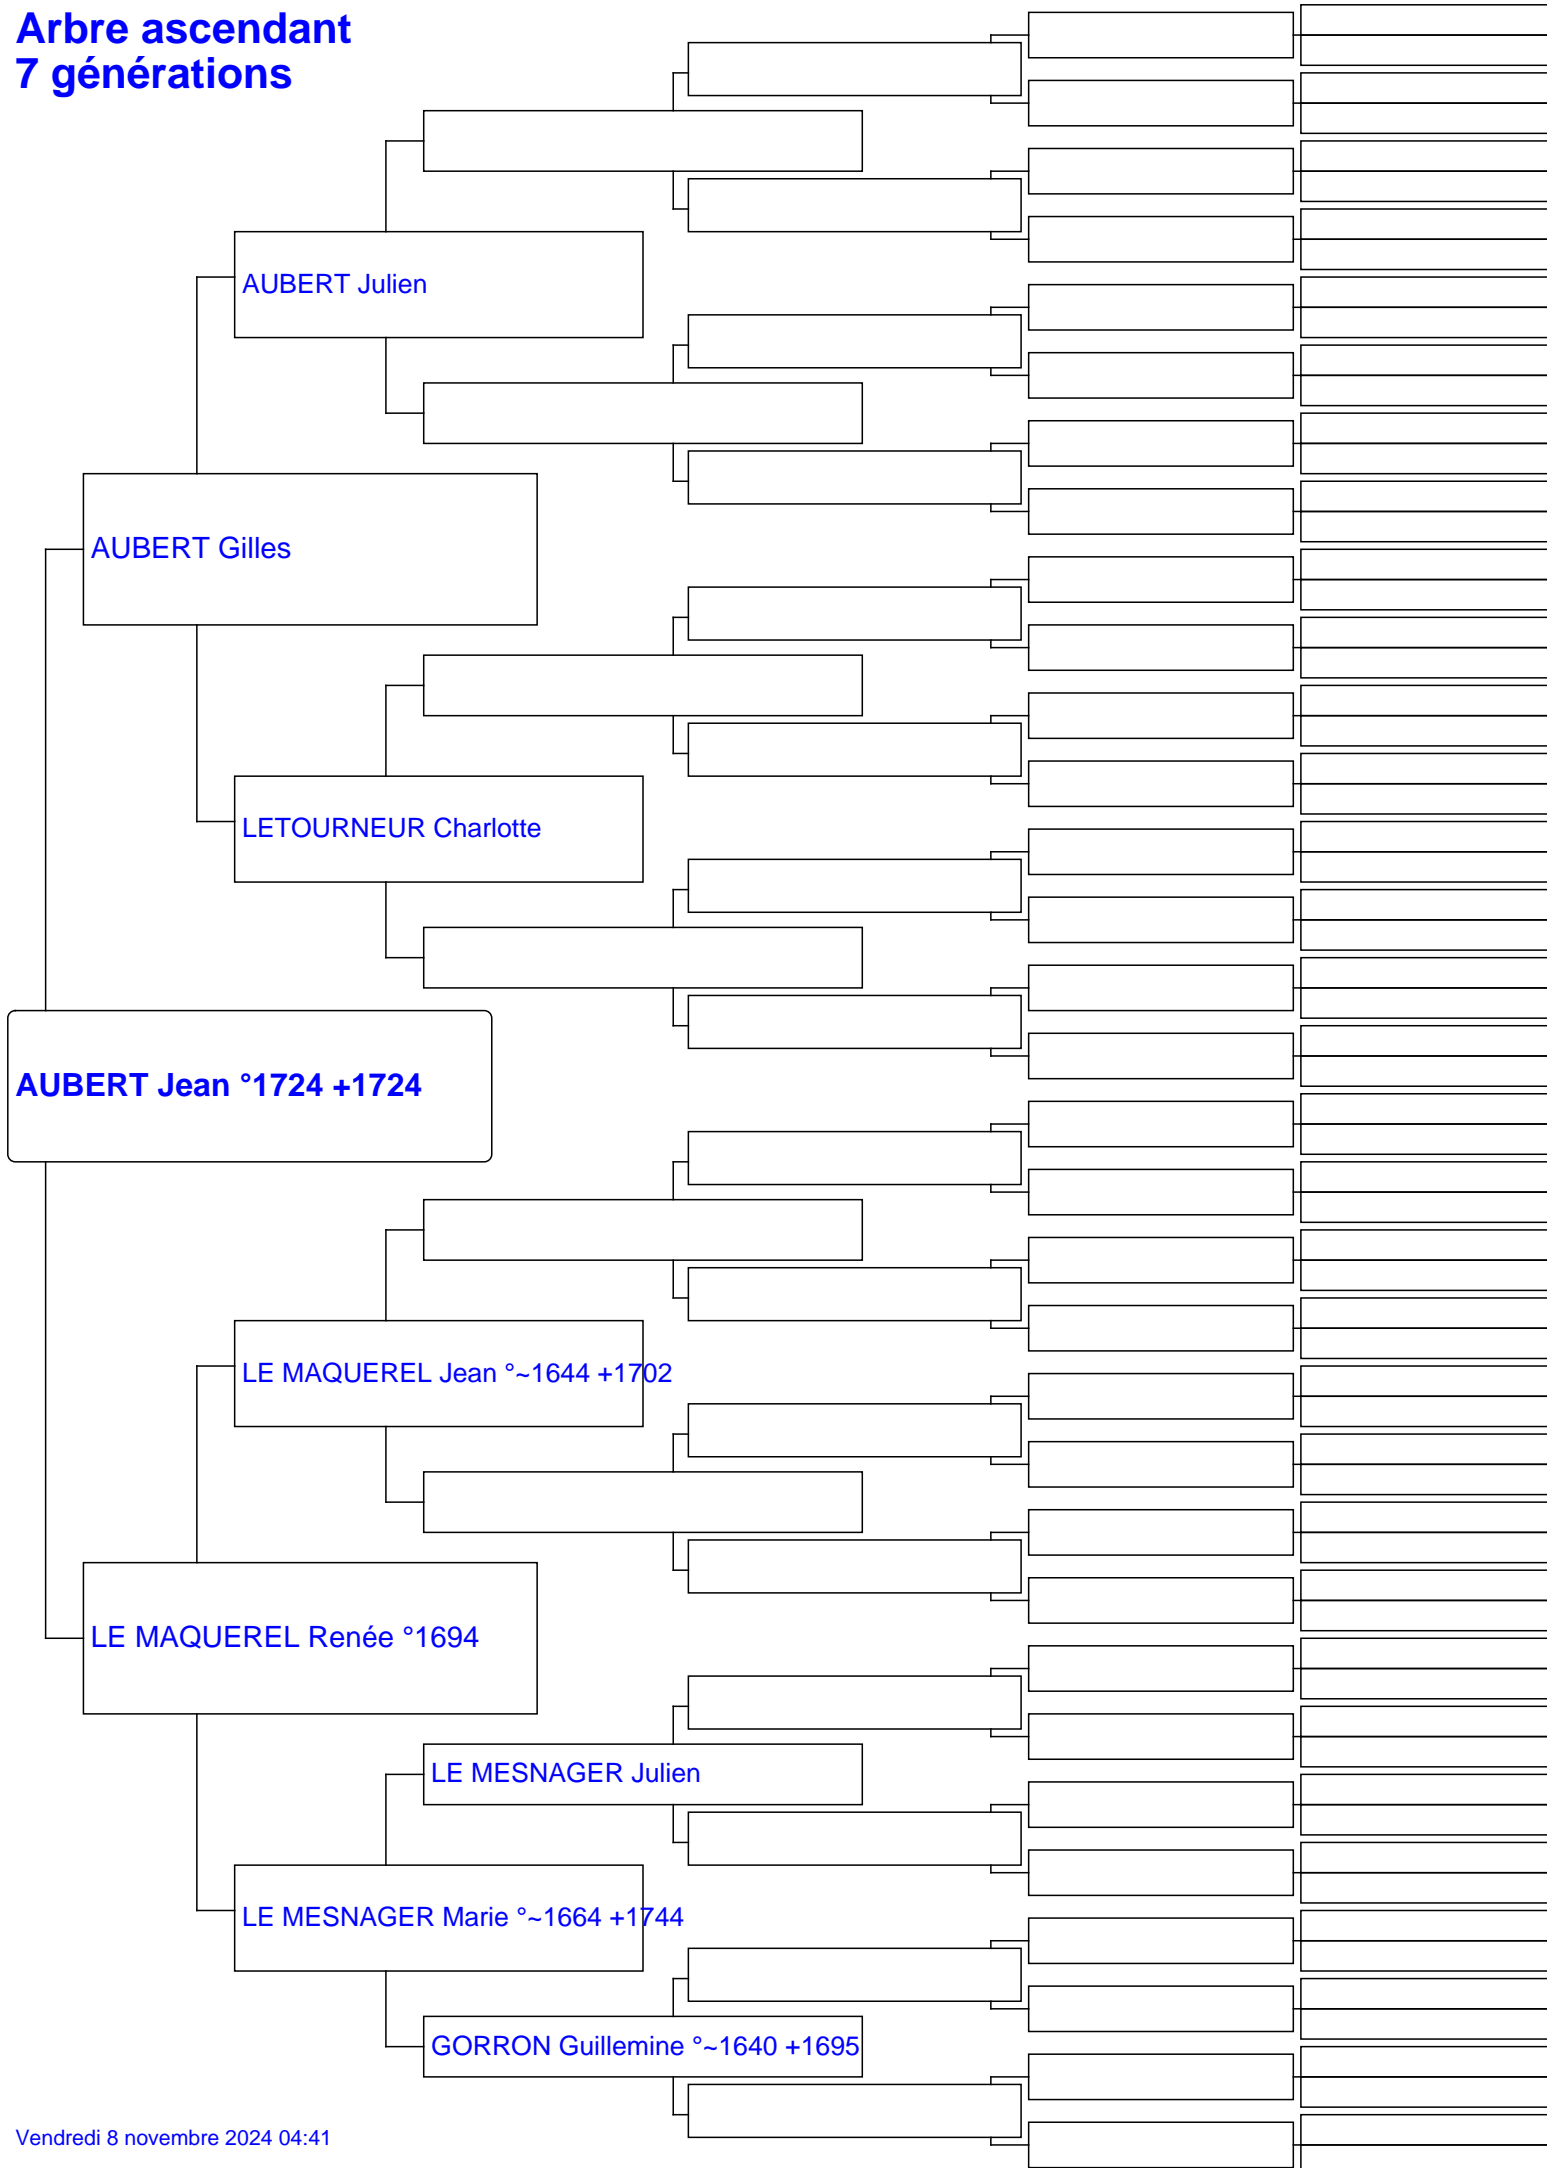 Arbre ascendant
7 générations
AUBERT Julien
AUBERT Gilles
LETOURNEUR Charlotte
AUBERT Jean °1724 +1724
LE MAQUEREL Jean °~1644 +1702
LE MAQUEREL Renée °1694
LE MESNAGER Julien
LE MESNAGER Marie °~1664 +1744
GORRON Guillemine °~1640 +1695
Vendredi 8 novembre 2024 04:41